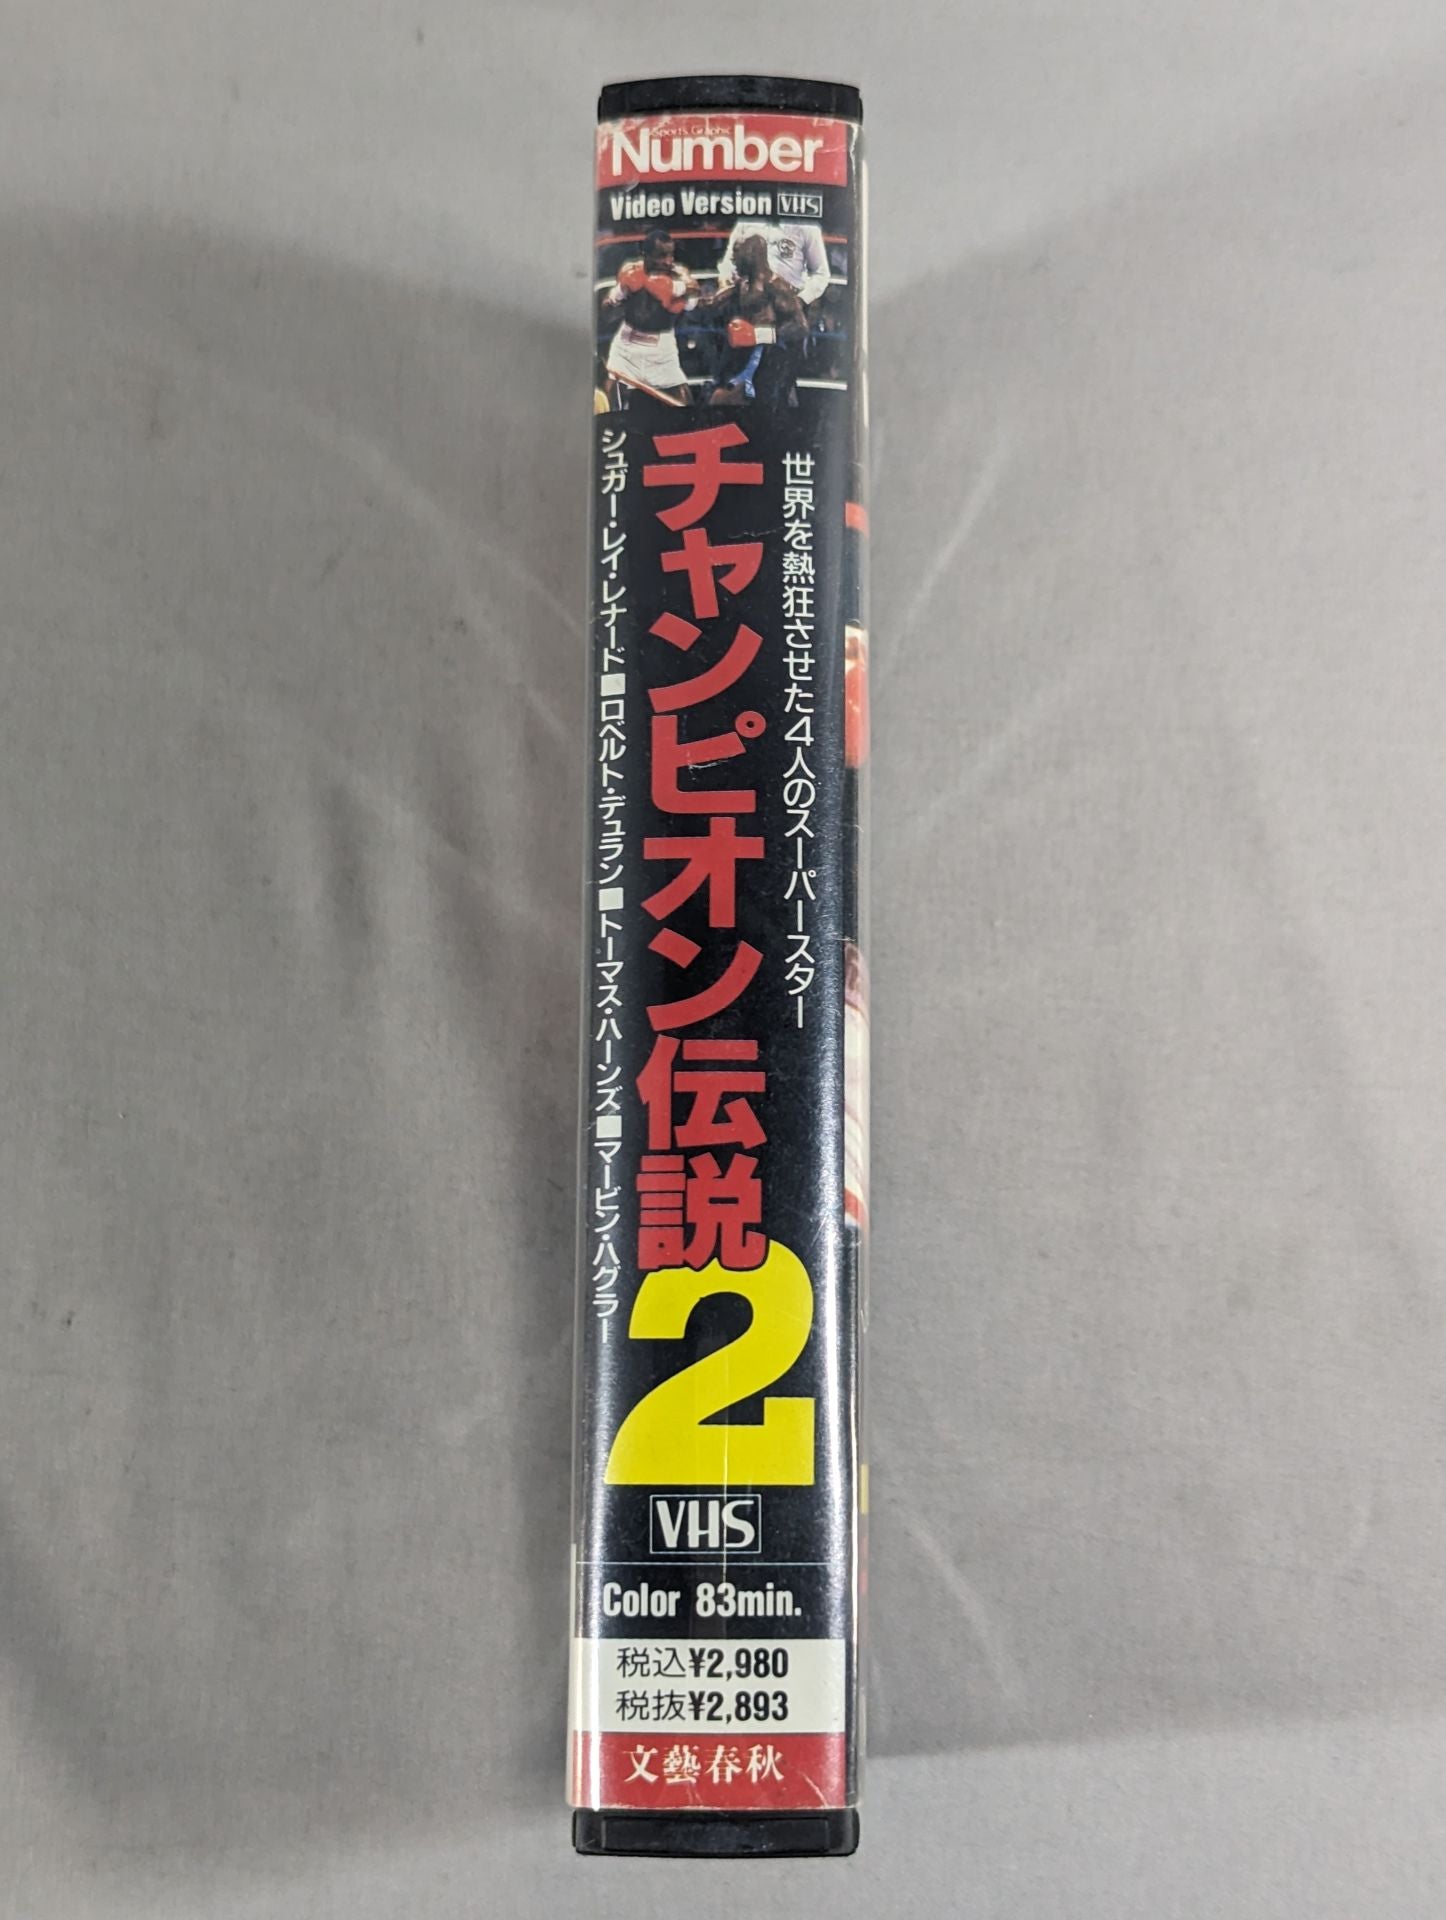 Sports Graphic
Number
Video Version VHS
世界を熱狂させた4人のスーパースター
チャンピオン伝説2
シュガー・レイ・レナード■ロベルト・デュラン■トーマス・ハーンズ■マービン・ハグラー
VHS
Color 83min.
税込¥2,980
税抜¥2,893
文藝春秋